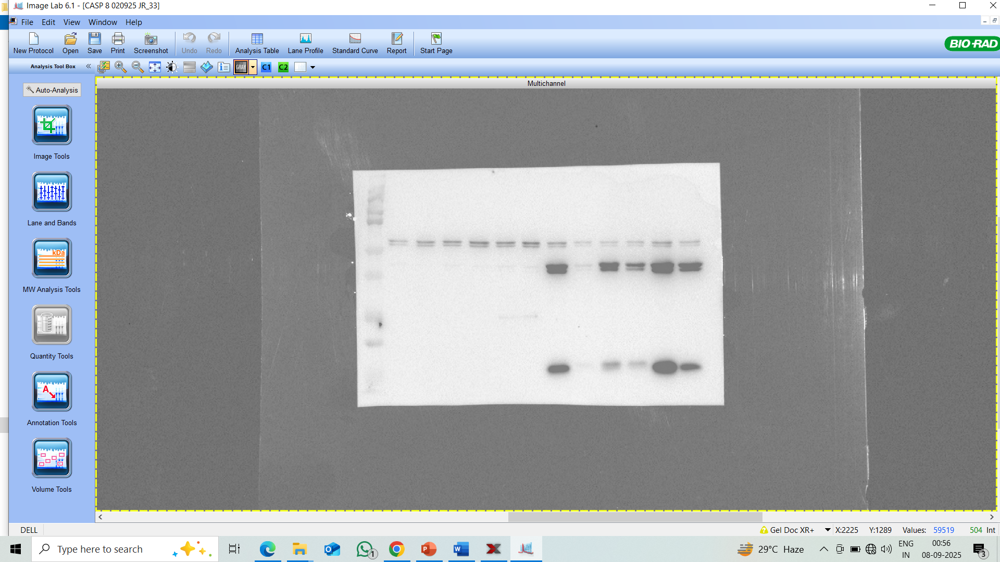 Image Lab 6.1 - [CASP 8 020925 JR_33]
File Edit View Window Help
New Protocol Open Save Print Screenshot Undo Redo Analysis Table Lane Profile Standard Curve Report Start Page
BIO-RAD
Analysis Tool Box « GRAY C1 C2
Multichannel
Auto-Analysis
Image Tools
Lane and Bands
kDa
MW Analysis Tools
Quantity Tools
A
Annotation Tools
Volume Tools
DELL Gel Doc XR+ X:2225 Y:1289 Values: 59519 504 Int
Type here to search 1 29°C Haze ENG IN 00:56 08-09-2025 3